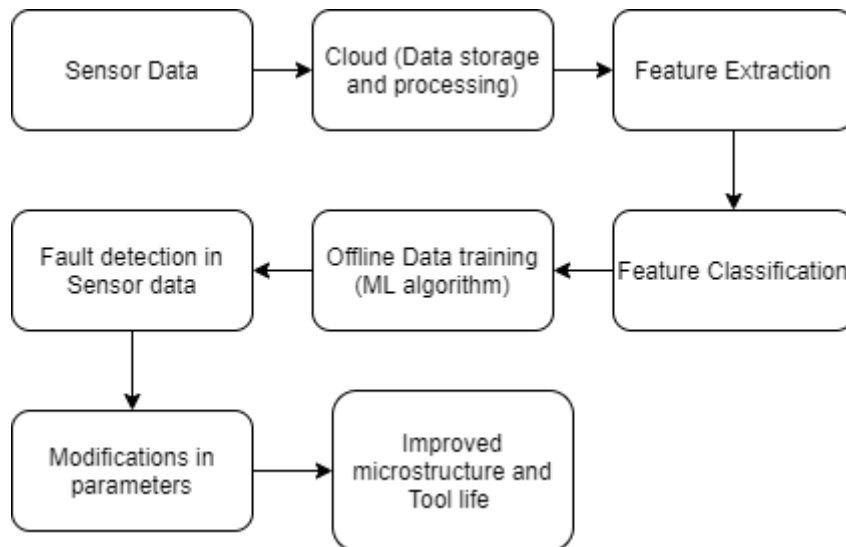 Sensor Data
Cloud (Data storage
and processing)
Feature Extraction
Feature Classification
Offline Data training
(ML algorithm)
Fault detection in
Sensor data
Modifications in
parameters
Improved
microstructure and
Tool life